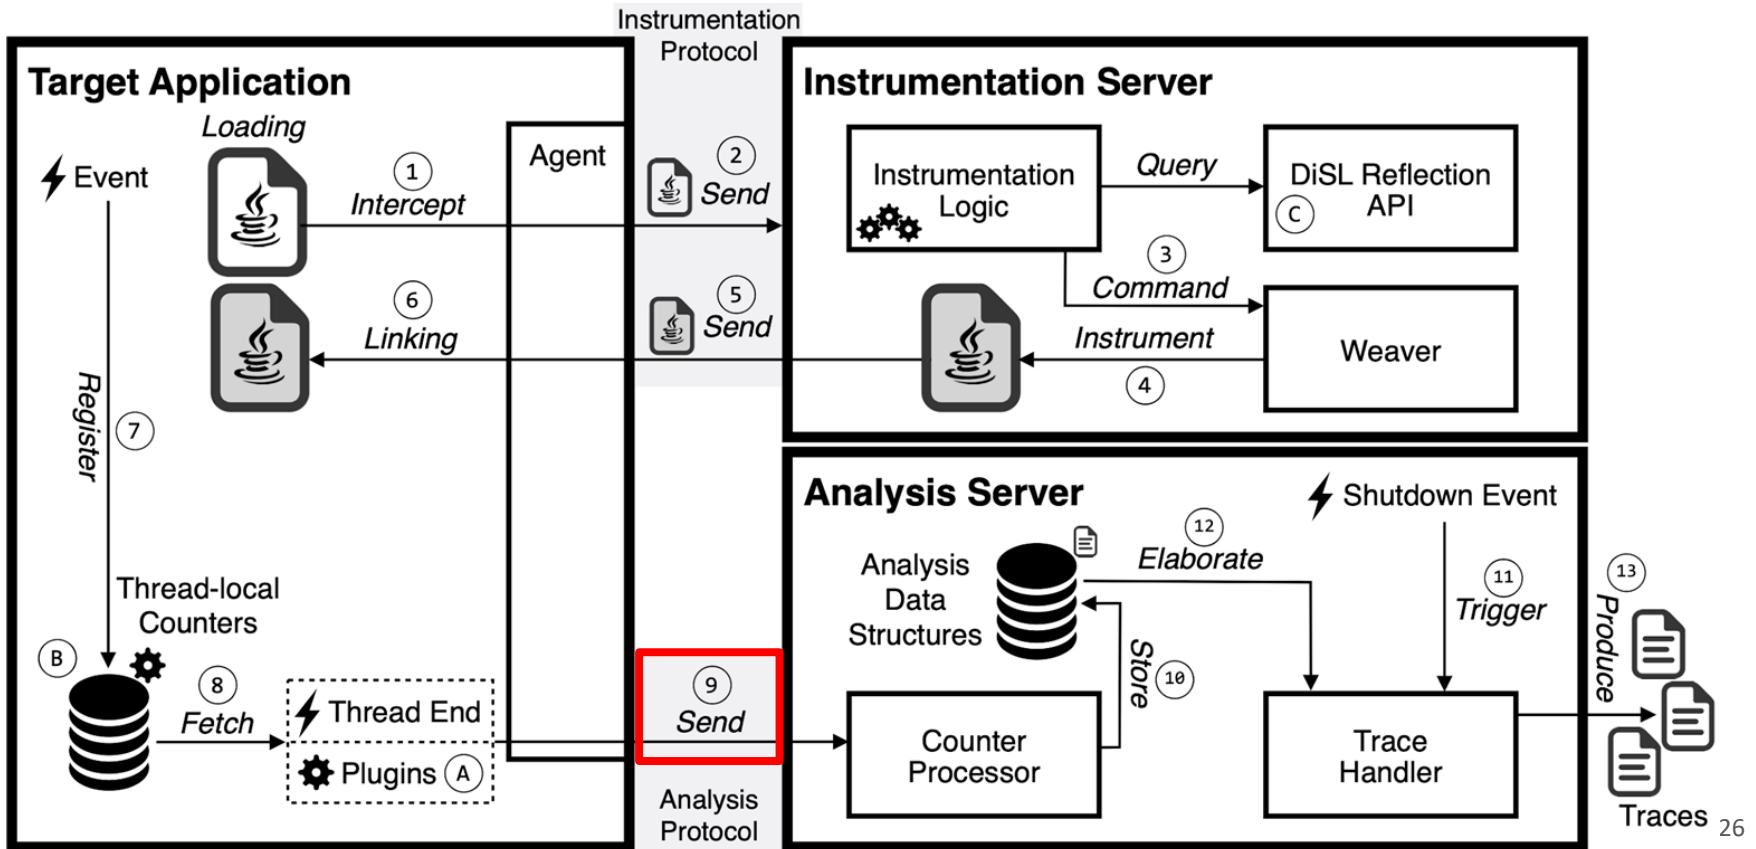 Instrumentation
Protocol
Target Application
Loading
Event
Agent
1
Intercept
2
Send
6
Linking
5
Send
Register
7
Thread-local
Counters
B
8
Fetch
Thread End
Plugins A
9
Send
Analysis
Protocol
Instrumentation Server
Instrumentation
Logic
Query
DiSL Reflection
API
C
3
Command
Instrument
4
Weaver
Analysis Server
Shutdown Event
Analysis
Data
Structures
12
Elaborate
11
Trigger
Store
10
Counter
Processor
Trace
Handler
13
Produce
Traces
26